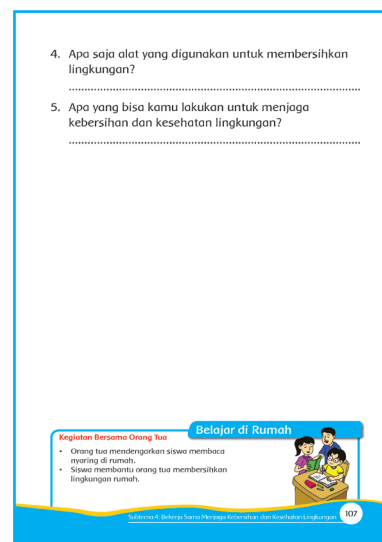 4. Apa saja alat yang digunakan untuk membersihkan
lingkungan?
5. Apa yang bisa kamu lakukan untuk menjaga
kebersihan dan kesehatan lingkungan?
Belajar di Rumah
Kegiatan Bersama Orang Tua
• Orang tua mendengarkan siswa membaca
nyaring di rumah.
• Siswa membantu orang tua membersihkan
lingkungan rumah.
Subtema 4: Bekerja Sama Menjaga Kebersihan dan Kesehatan Lingkungan 107